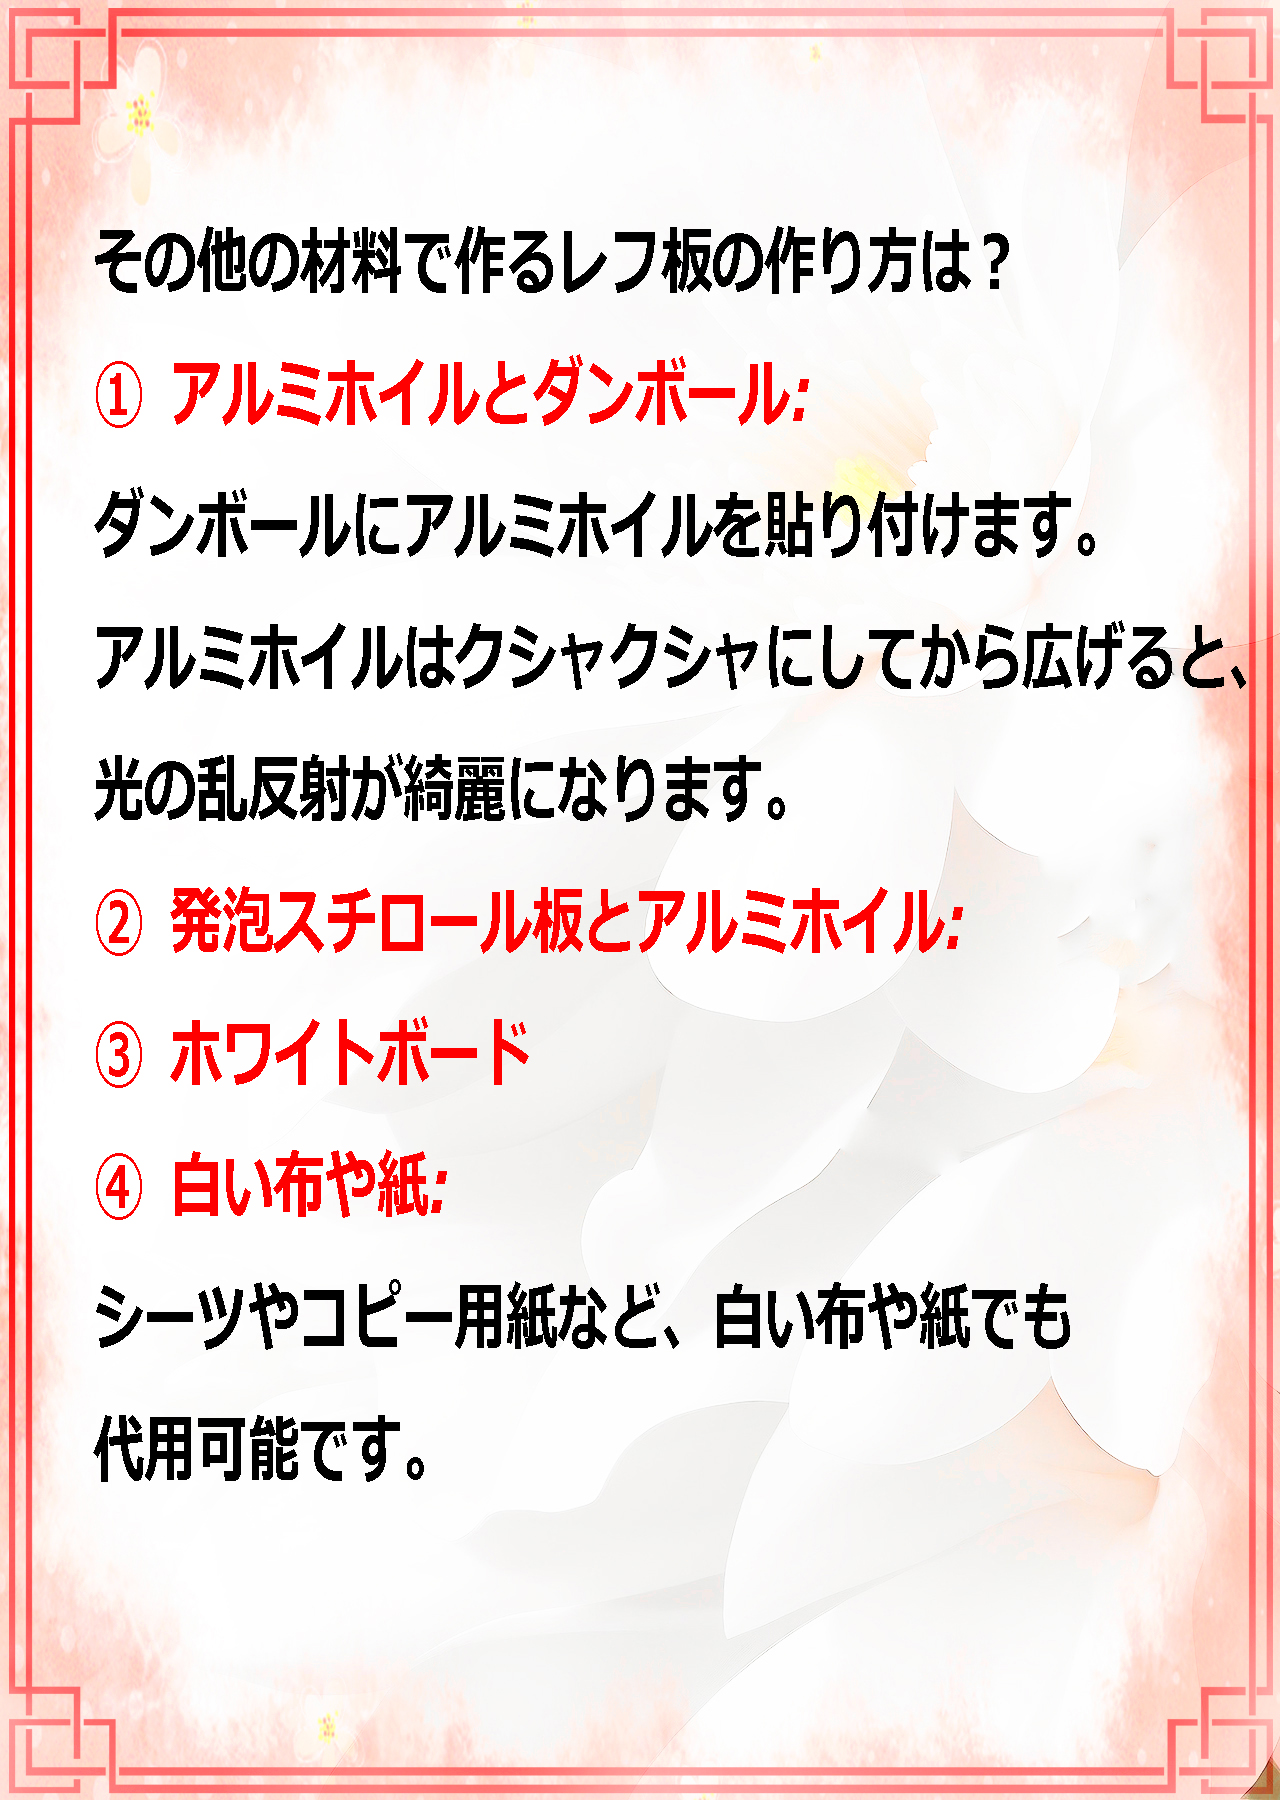 その他の材料で作るレフ板の作り方は？
① アルミホイルとダンボール:
ダンボールにアルミホイルを貼り付けます。
アルミホイルはクシャクシャにしてから広げると、
光の乱反射が綺麗になります。
② 発泡スチロール板とアルミホイル:
③ ホワイトボード
④ 白い布や紙:
シーツやコピー用紙など、白い布や紙でも
代用可能です。